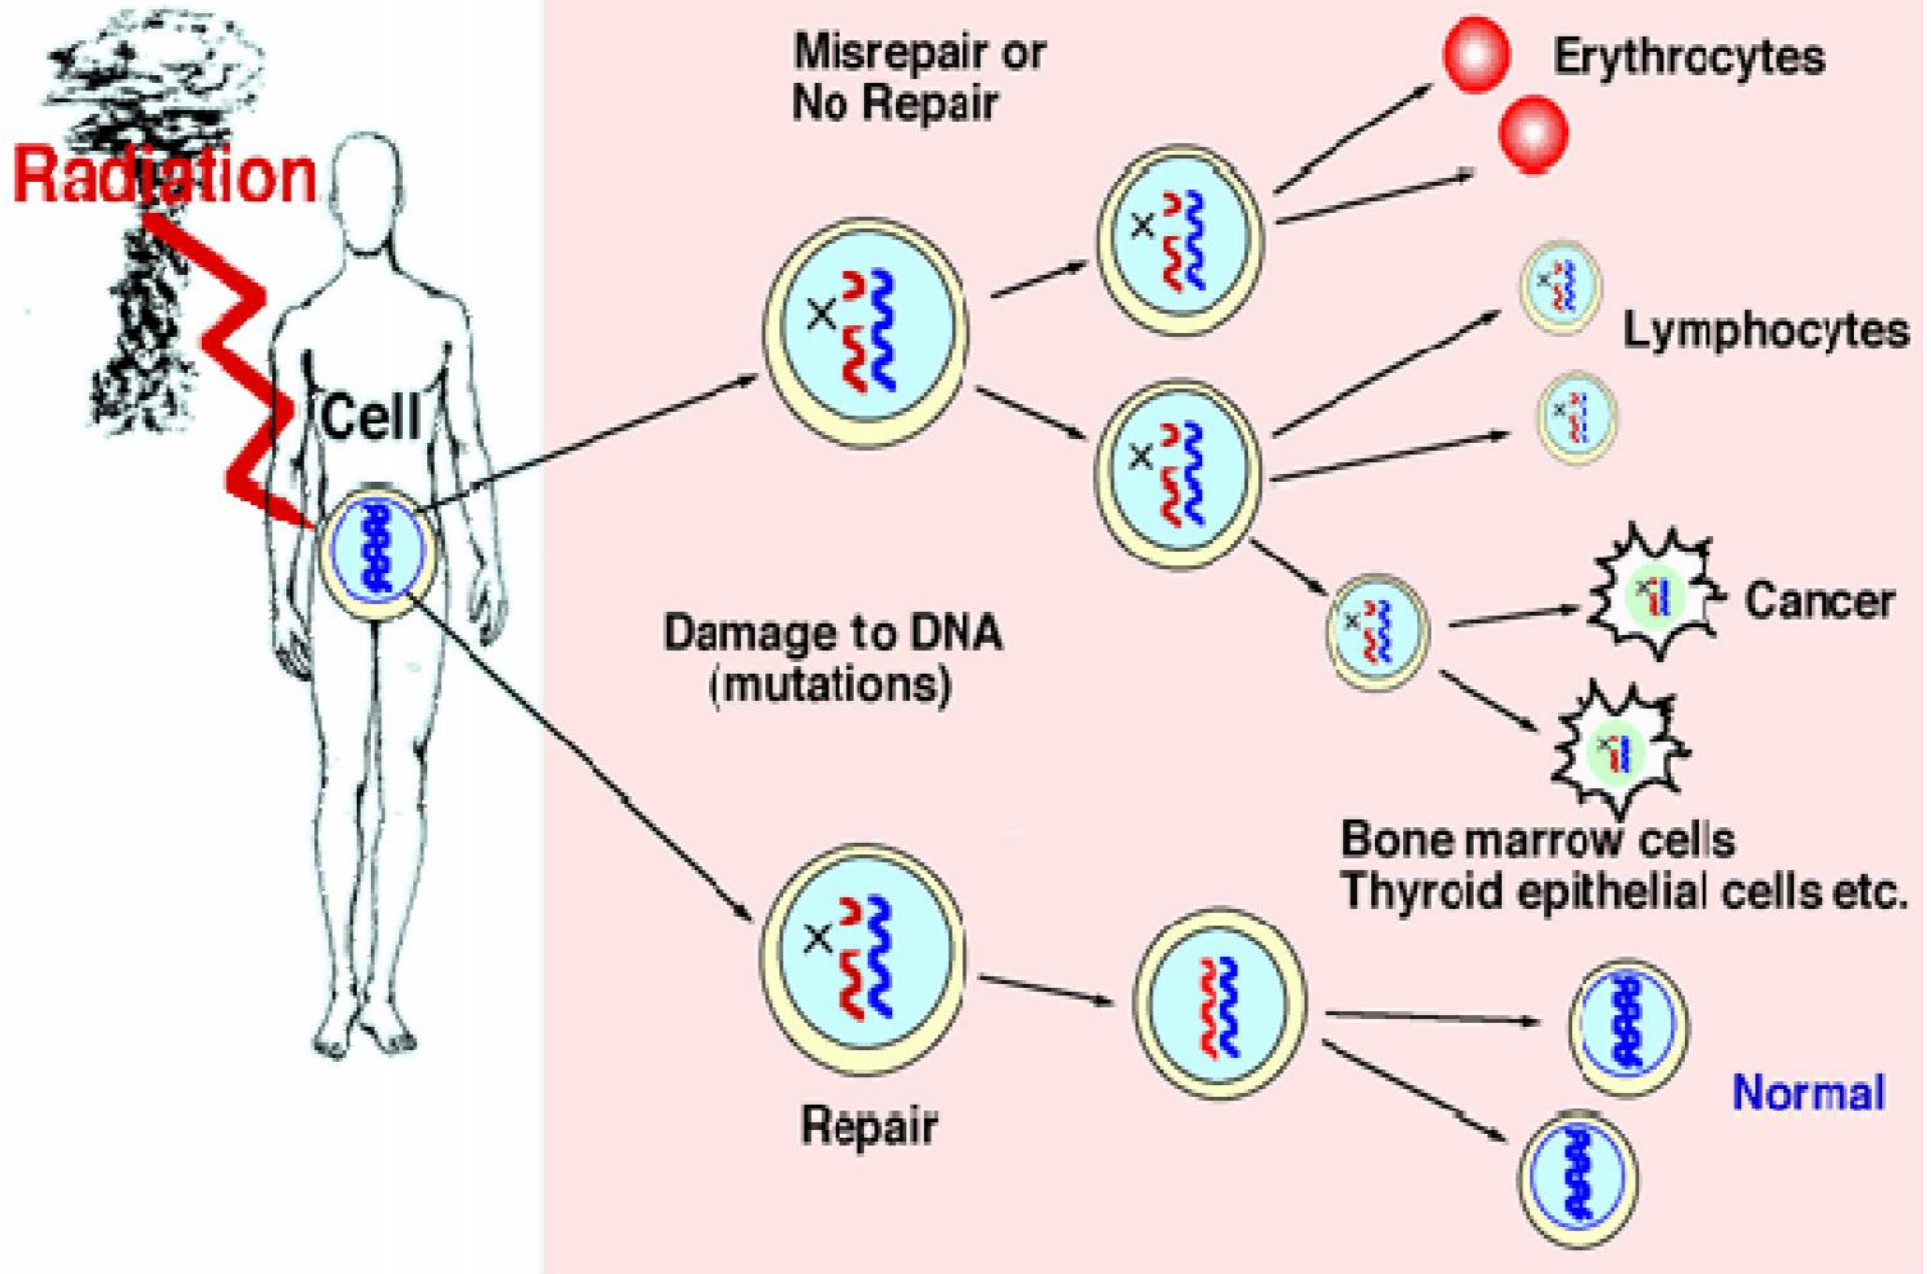 Radiation
Cell
Misrepair or
No Repair
Erythrocytes
Lymphocytes
Damage to DNA
(mutations)
Cancer
Bone marrow cells
Thyroid epithelial cells etc.
Repair
Normal